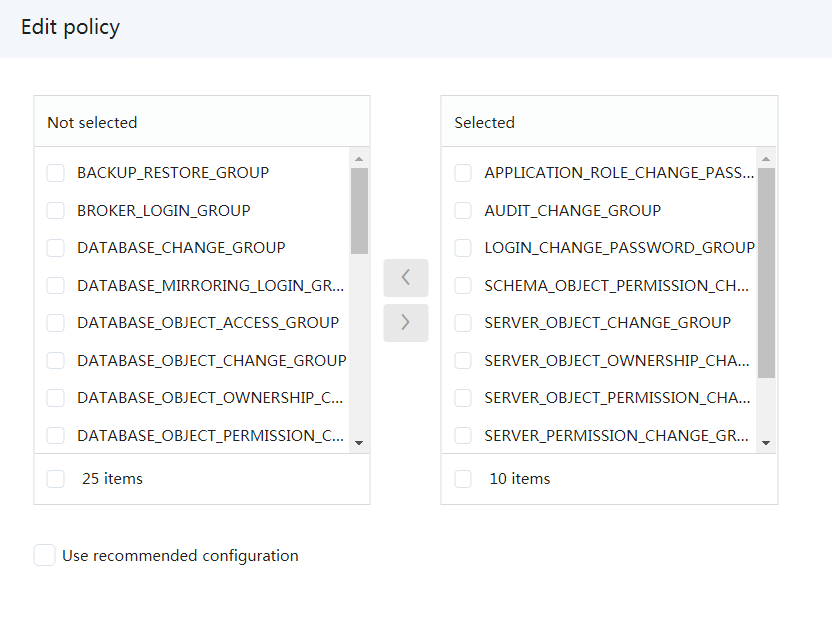 Edit policy
Not selected
BACKUP_RESTORE_GROUP
BROKER_LOGIN_GROUP
DATABASE_CHANGE_GROUP
DATABASE_MIRRORING_LOGIN_GR...
DATABASE_OBJECT_ACCESS_GROUP
DATABASE_OBJECT_CHANGE_GROUP
DATABASE_OBJECT_OWNERSHIP_C...
DATABASE_OBJECT_PERMISSION_C...
25 items
Selected
APPLICATION_ROLE_CHANGE_PASS...
AUDIT_CHANGE_GROUP
LOGIN_CHANGE_PASSWORD_GROUP
SCHEMA_OBJECT_PERMISSION_CH...
SERVER_OBJECT_CHANGE_GROUP
SERVER_OBJECT_OWNERSHIP_CHA...
SERVER_OBJECT_PERMISSION_CHA...
SERVER_PERMISSION_CHANGE_GR...
10 items
Use recommended configuration